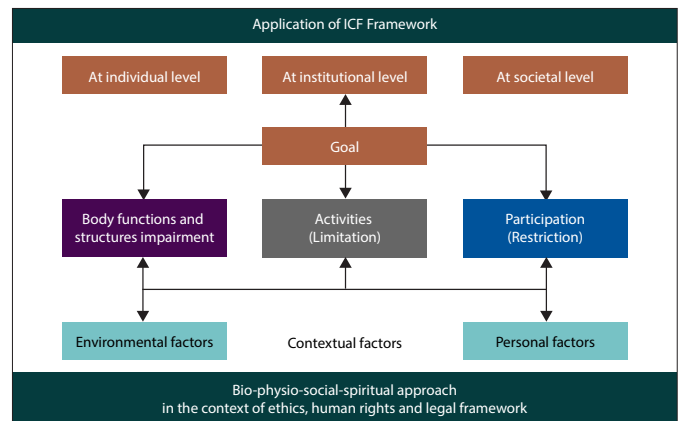 Application of ICF Framework
At individual level
At institutional level
At societal level
Goal
Body functions and
structures impairment
Activities
(Limitation)
Participation
(Restriction)
Environmental factors
Contextual factors
Personal factors
Bio-physio-social-spiritual approach
in the context of ethics, human rights and legal framework